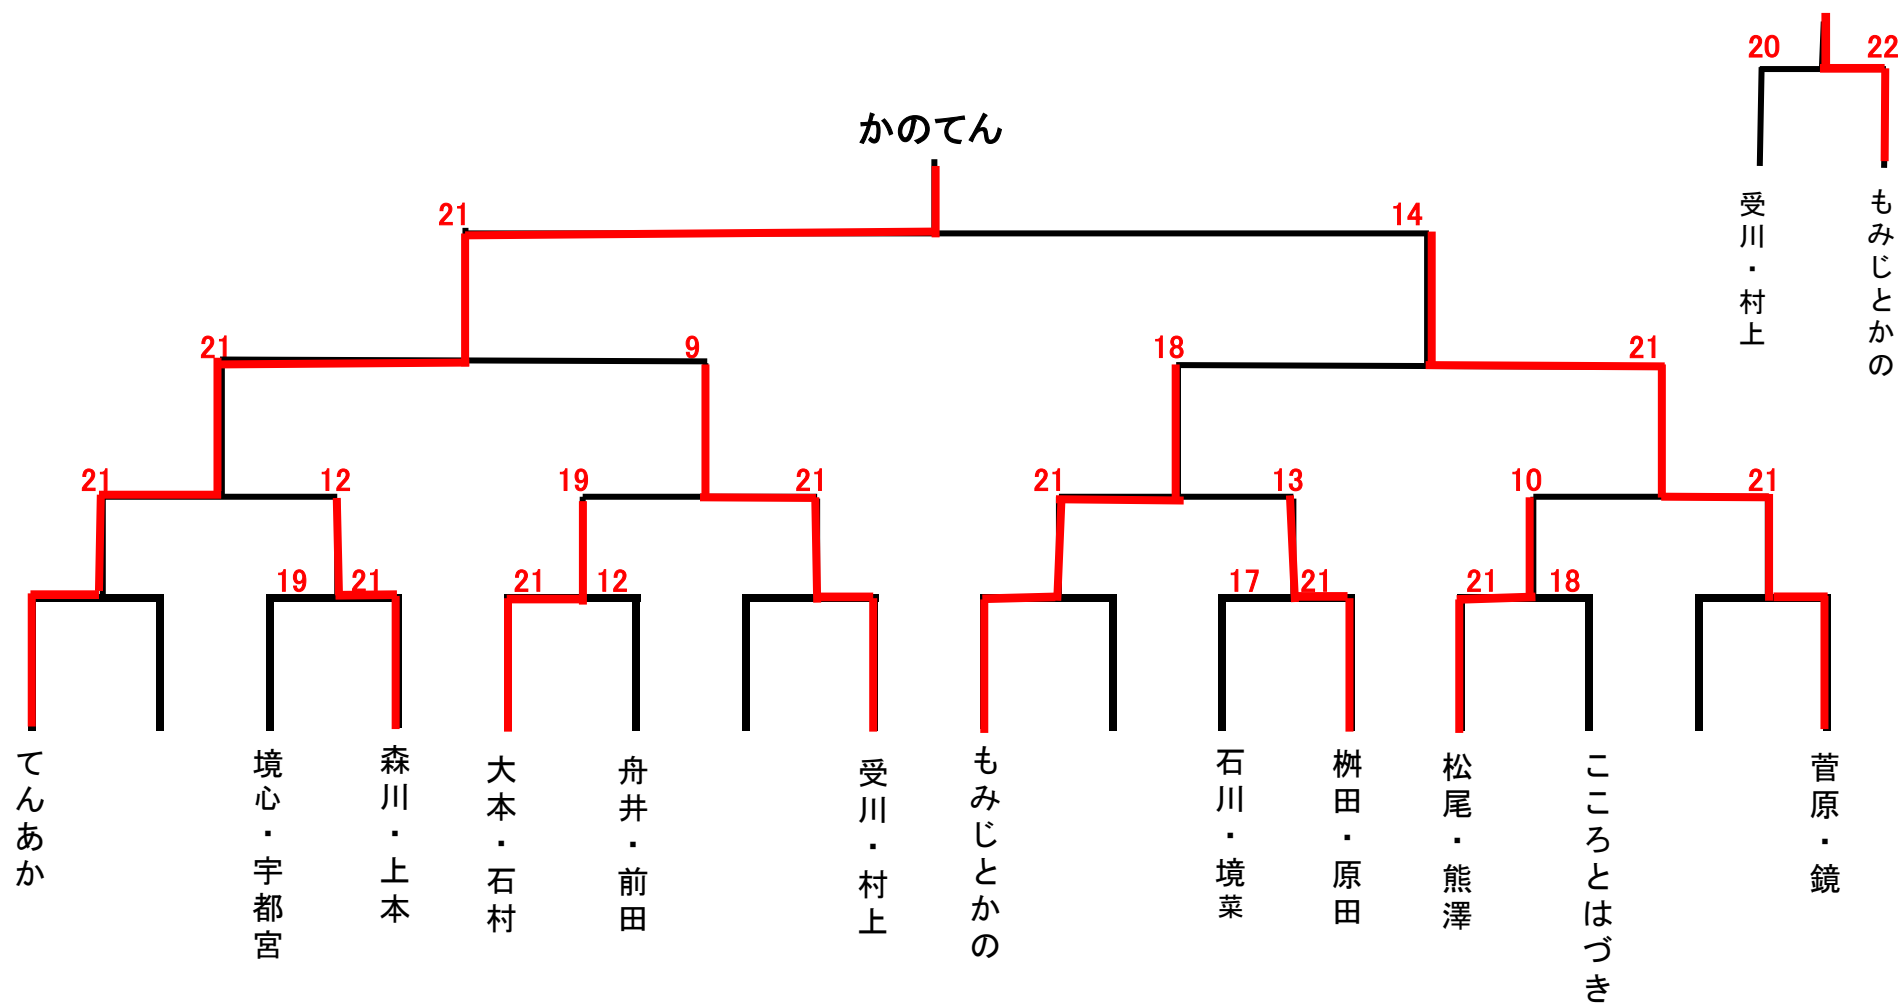 20 22
かのてん
21 14
受川・村上
もみじとかの
21 9 18 21
21 12 19 21 21 13 10 21
19 21 21 12 17 21 21 18
てんあか
境心・宇都宮
森川・上本
大本・石村
舟井・前田
受川・村上
もみじとかの
石川・境菜
桝田・原田
松尾・熊澤
こころとはづき
菅原・鏡